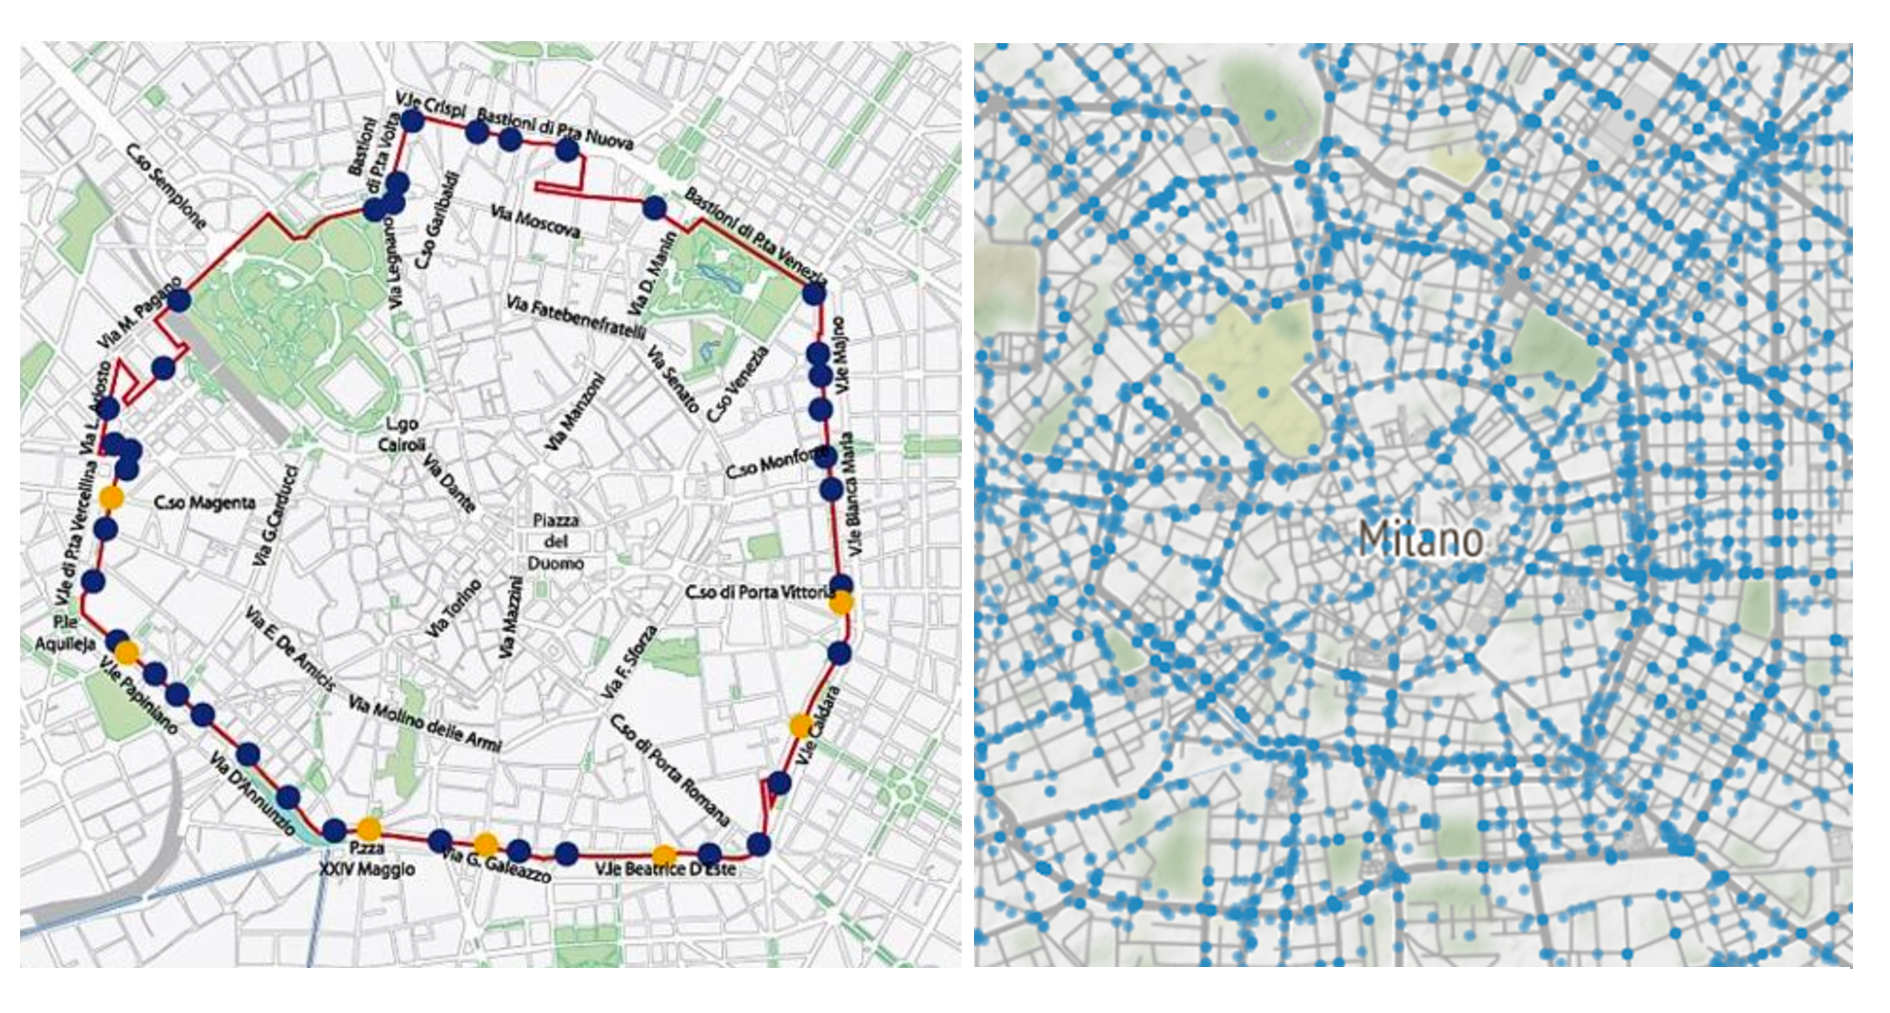 V.le Crispi
Bastioni di P.ta Nuova
Bastioni
di P.ta Volta
C.so Sempione
C.so Garibaldi
Via Moscova
Bastioni di P.ta Venezia
Via Legnano
Via D. Manin
Via M. Pagano
Via Fatebenefratelli
Via Senato
C.so Venezia
V.le Majno
Via L. Ariosto
Via Manzoni
L.go
Cairoli
Via Dante
C.so Monforte
V.le Bianca Maria
V.le di P.ta Vercellina
C.so Magenta
Via G.Carducci
Piazza
del
Duomo
C.so di Porta Vittoria
Via Torino
Via Mazzini
P.le
Aquileja
Via E. De Amicis
Via F. Sforza
V.le Papiniano
Via Molino delle Armi
C.so di Porta Romana
V.le Caldara
Via D'Annunzio
P.zza
XXIV Maggio
Via G. Galeazzo
V.le Beatrice D'Este
Milano